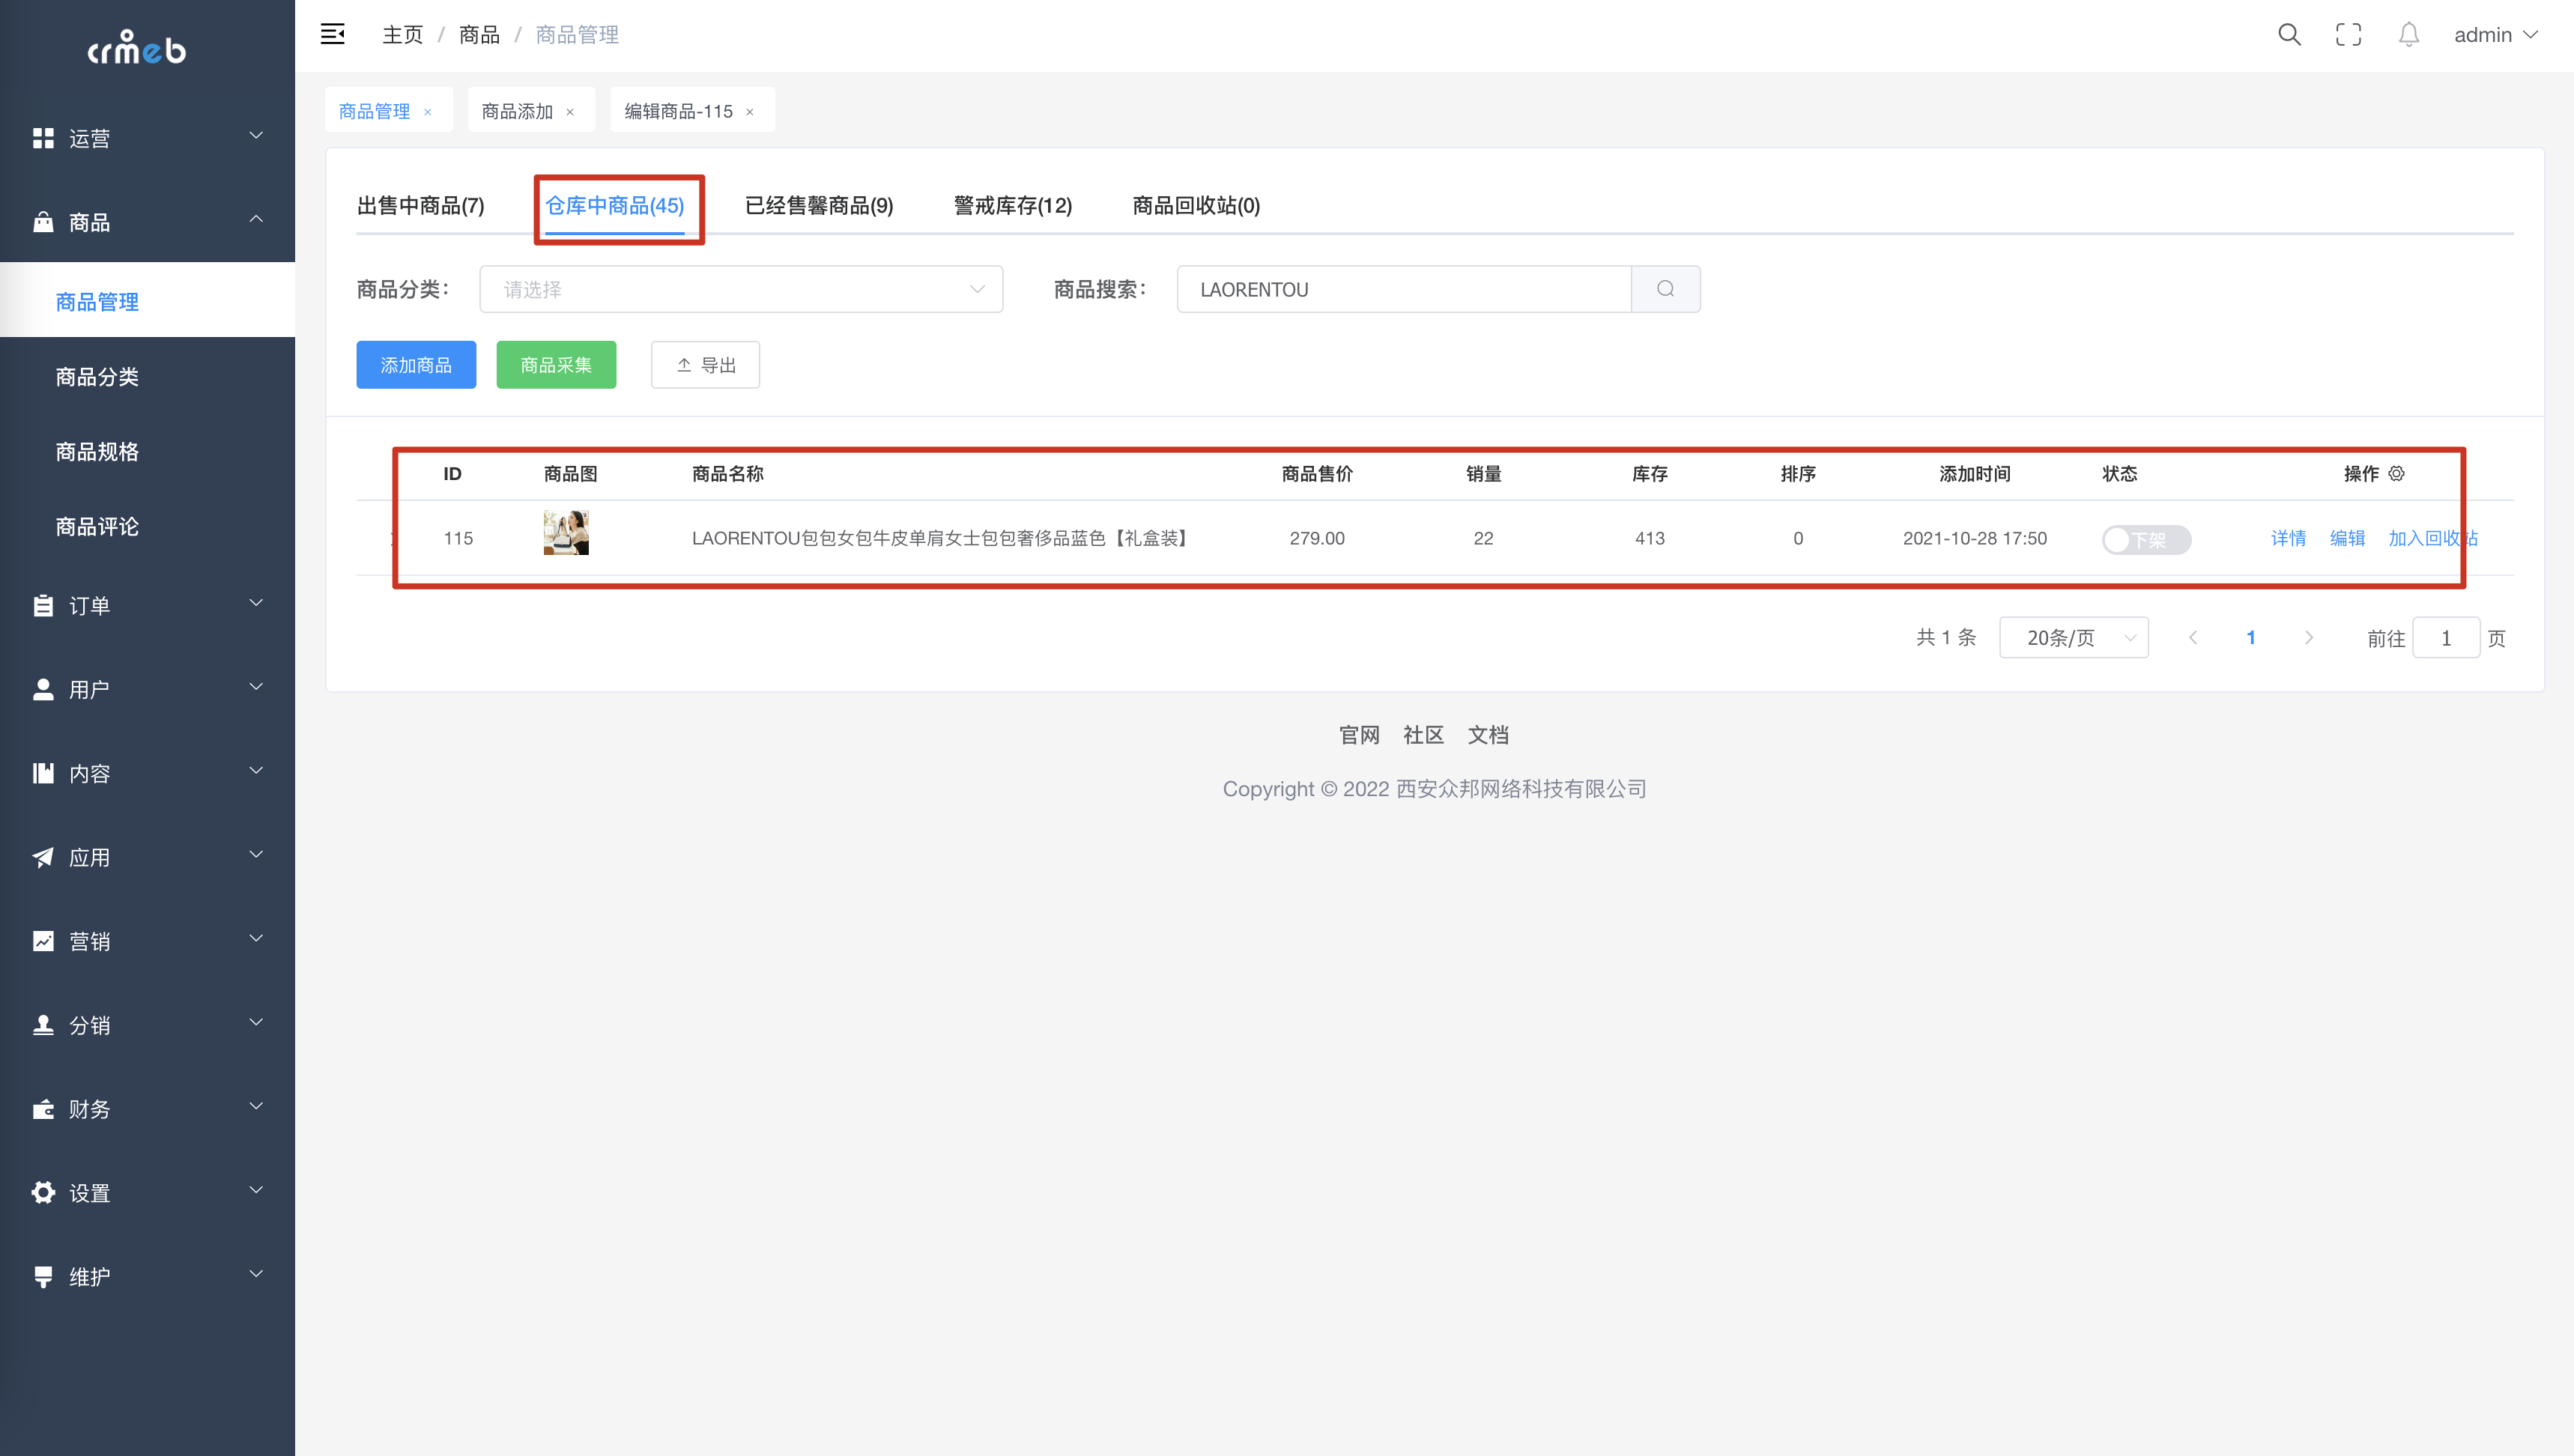 crmeb
主页 / 商品 / 商品管理
admin
商品管理 ×
商品添加 ×
编辑商品-115 ×
运营
商品
商品管理
商品分类
商品规格
商品评论
订单
用户
内容
应用
营销
分销
财务
设置
维护
出售中商品(7)
仓库中商品(45)
已经售馨商品(9)
警戒库存(12)
商品回收站(0)
商品分类： 请选择
商品搜索： LAORENTOU
添加商品
商品采集
导出
ID 商品图 商品名称 商品售价 销量 库存 排序 添加时间 状态 操作
115 LAORENTOU包包女包牛皮单肩女士包包奢侈品蓝色【礼盒装】 279.00 22 413 0 2021-10-28 17:50 下架 详情 编辑 加入回收站
共 1 条 20条/页 1 前往 1 页
官网 社区 文档
Copyright © 2022 西安众邦网络科技有限公司